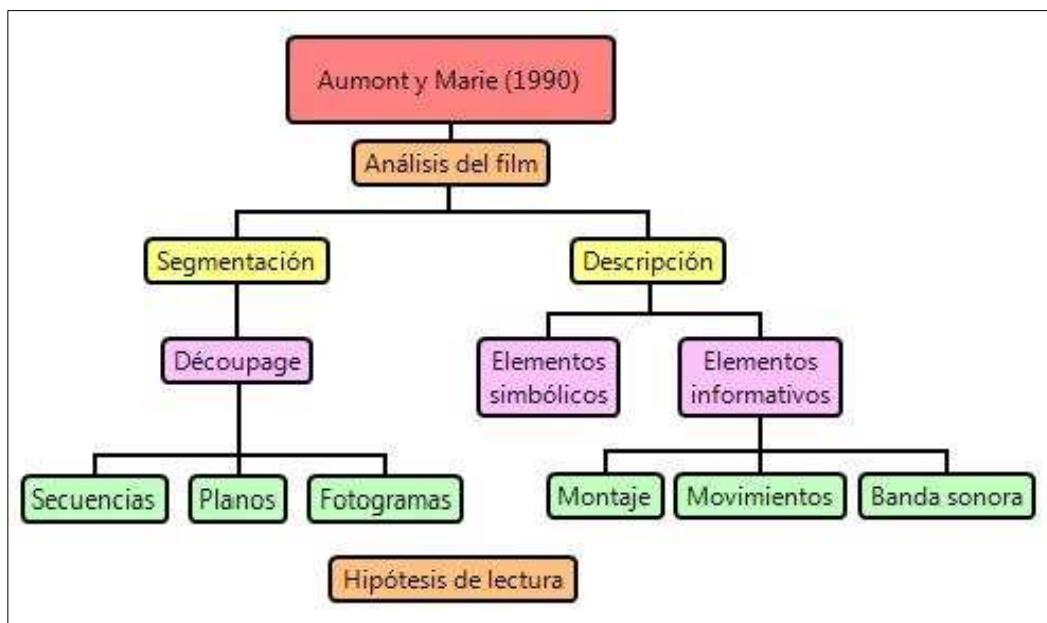 Aumont y Marie (1990)
Análisis del film
Segmentación
Descripción
Découpage
Elementos
simbólicos
Elementos
informativos
Secuencias
Planos
Fotogramas
Montaje
Movimientos
Banda sonora
Hipótesis de lectura